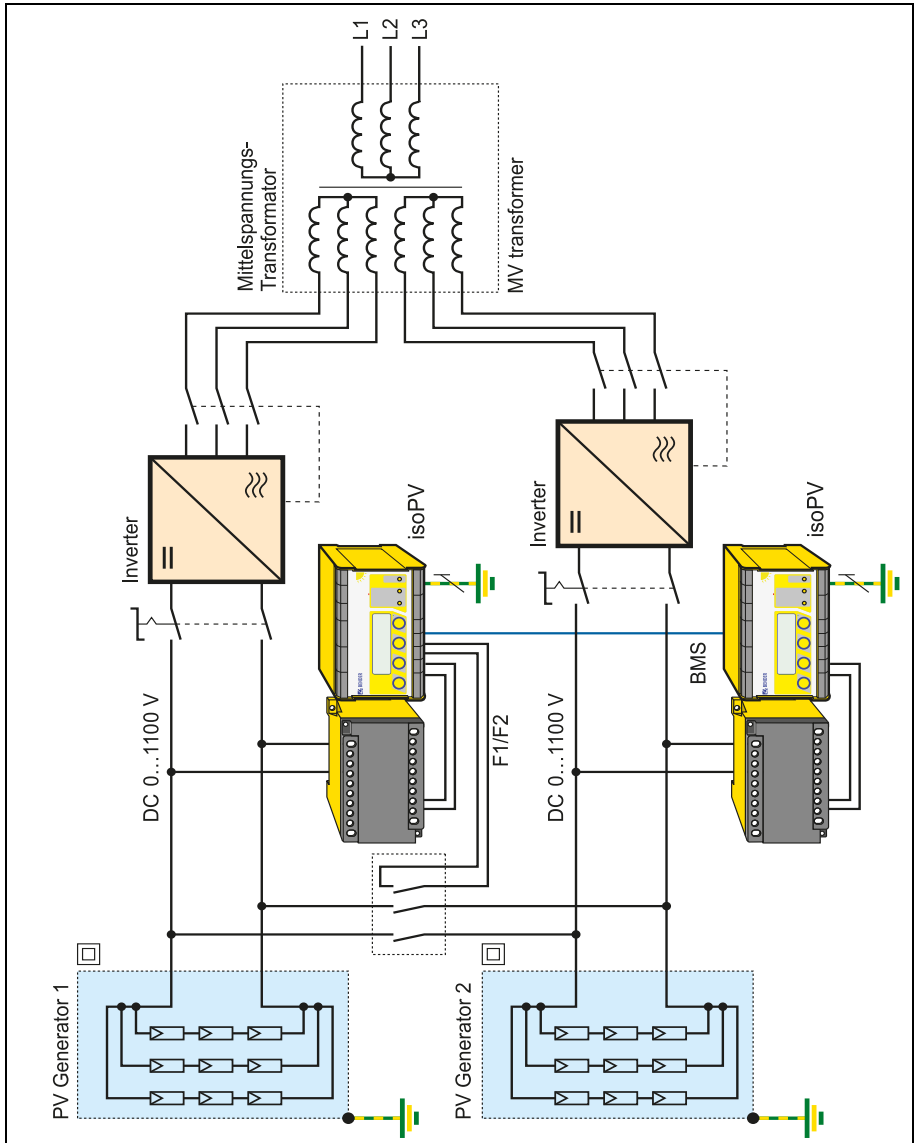 L1
L2
L3
Mittelspannungs-
Transformator
MV transformer
Inverter
isoPV
DC 0...1100 V
F1/F2
PV Generator 1
Inverter
isoPV
BMS
DC 0...1100 V
PV Generator 2
BENDER